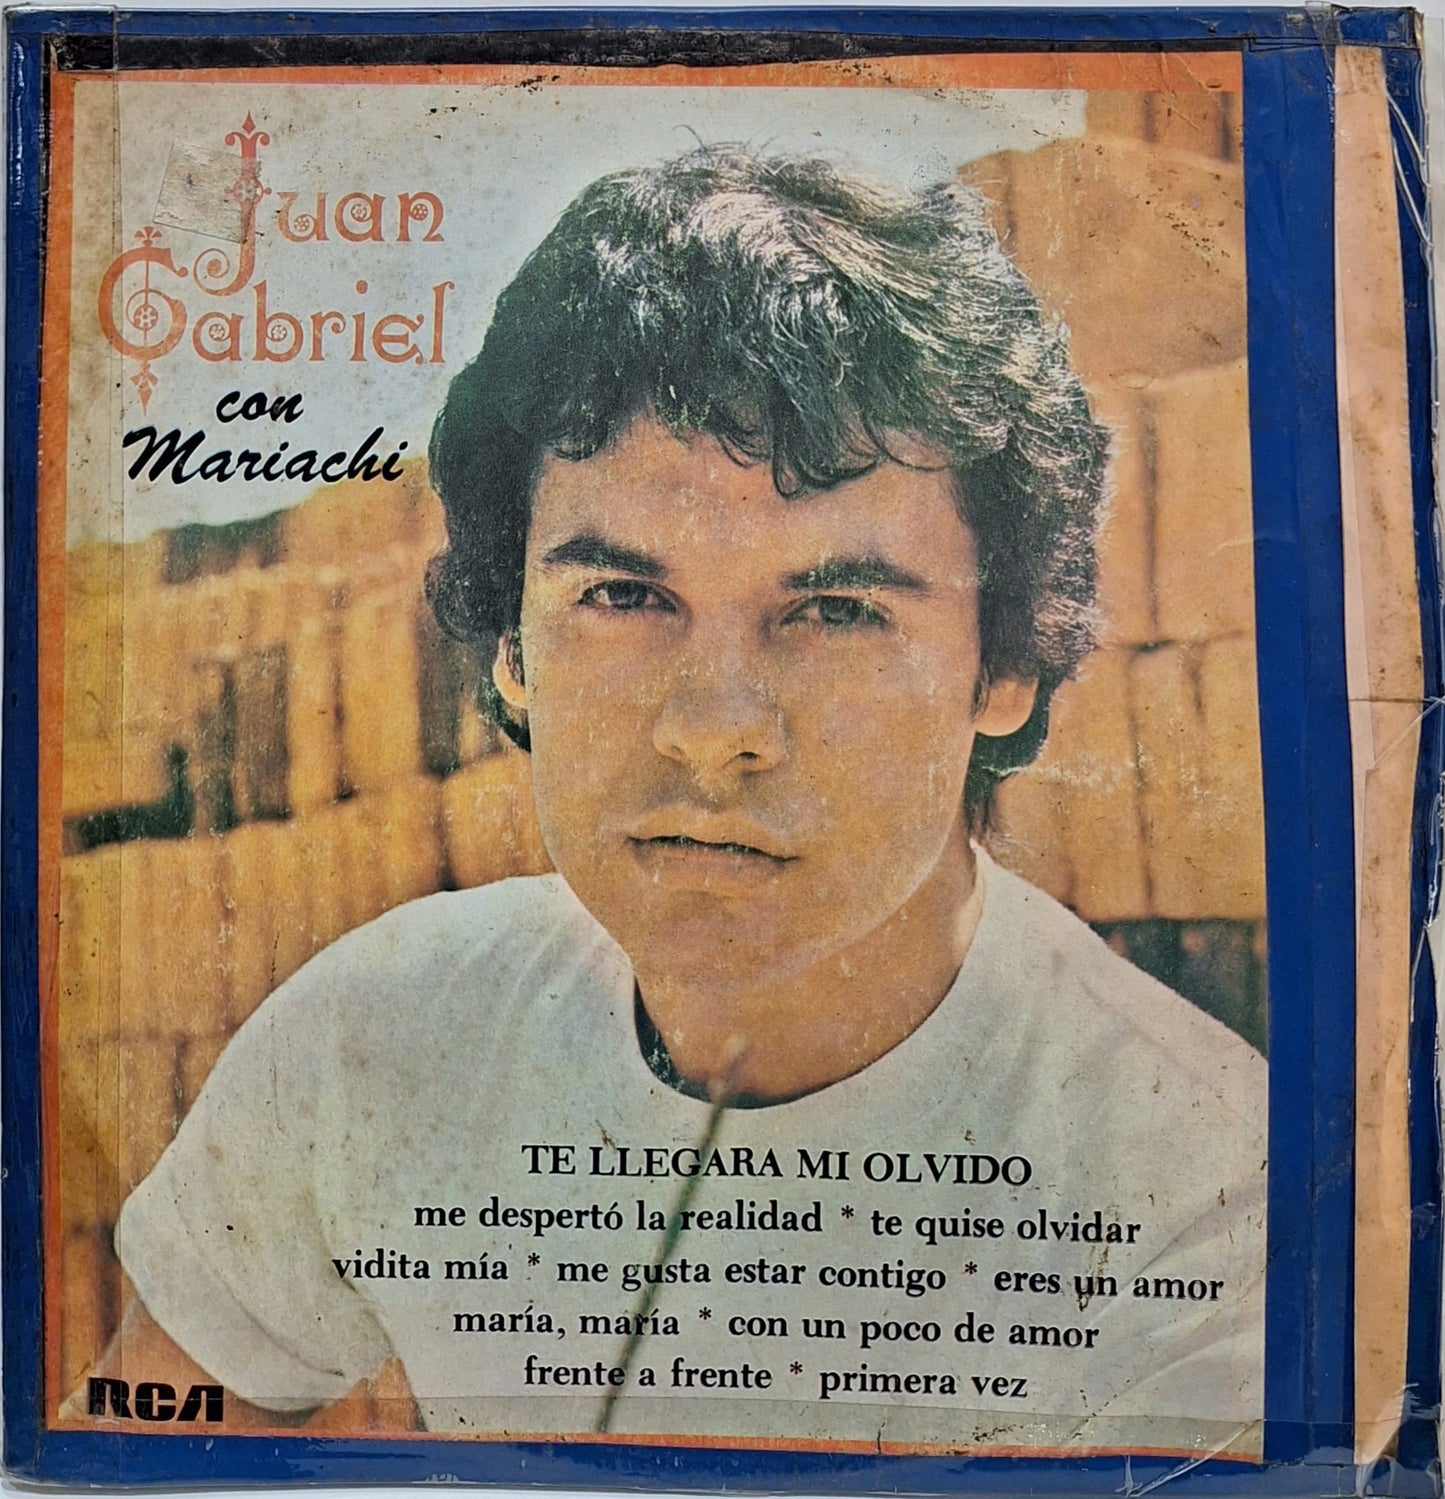 Juan
Gabriel
con
Mariachi
TE LLEGARA MI OLVIDO
me despertó la realidad * te quise olvidar
vidita mía * me gusta estar contigo * eres un amor
maría, maría * con un poco de amor
frente a frente * primera vez
RCA